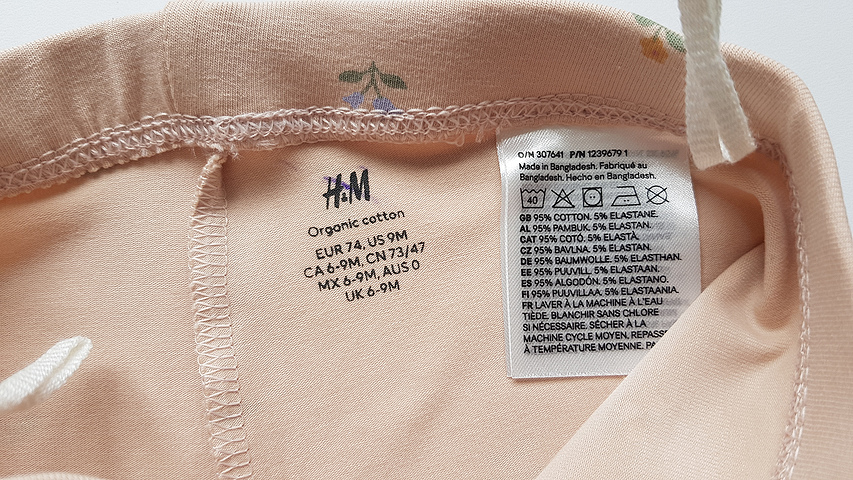 H&M
Organic cotton
EUR 74, US 9M
CA 6-9M, CN 73/47
MX 6-9M, AUS 0
UK 6-9M
O/N 307641 P/N 1239679 1
Made in Bangladesh. Fabriqué au
Bangladesh. Hecho en Bangladesh.
40
GB 95% COTTON. 5% ELASTANE.
AL 95% PAMBUK. 5% ELASTAN.
CAT 95% COTÓ. 5% ELASTÀ.
CZ 95% BAVLNA. 5% ELASTAN.
DE 95% BAUMWOLLE. 5% ELASTHAN.
EE 95% PUUVILL. 5% ELASTAAN.
ES 95% ALGODÓN. 5% ELASTANO.
FI 95% PUUVILLAA. 5% ELASTAANIA.
FR LAVER À LA MACHINE À L'EAU
TIÈDE. BLANCHIR SANS CHLORE
SI NÉCESSAIRE. SÉCHER À LA
MACHINE CYCLE MOYEN. REPASS
À TEMPÉRATURE MOYENNE. PA